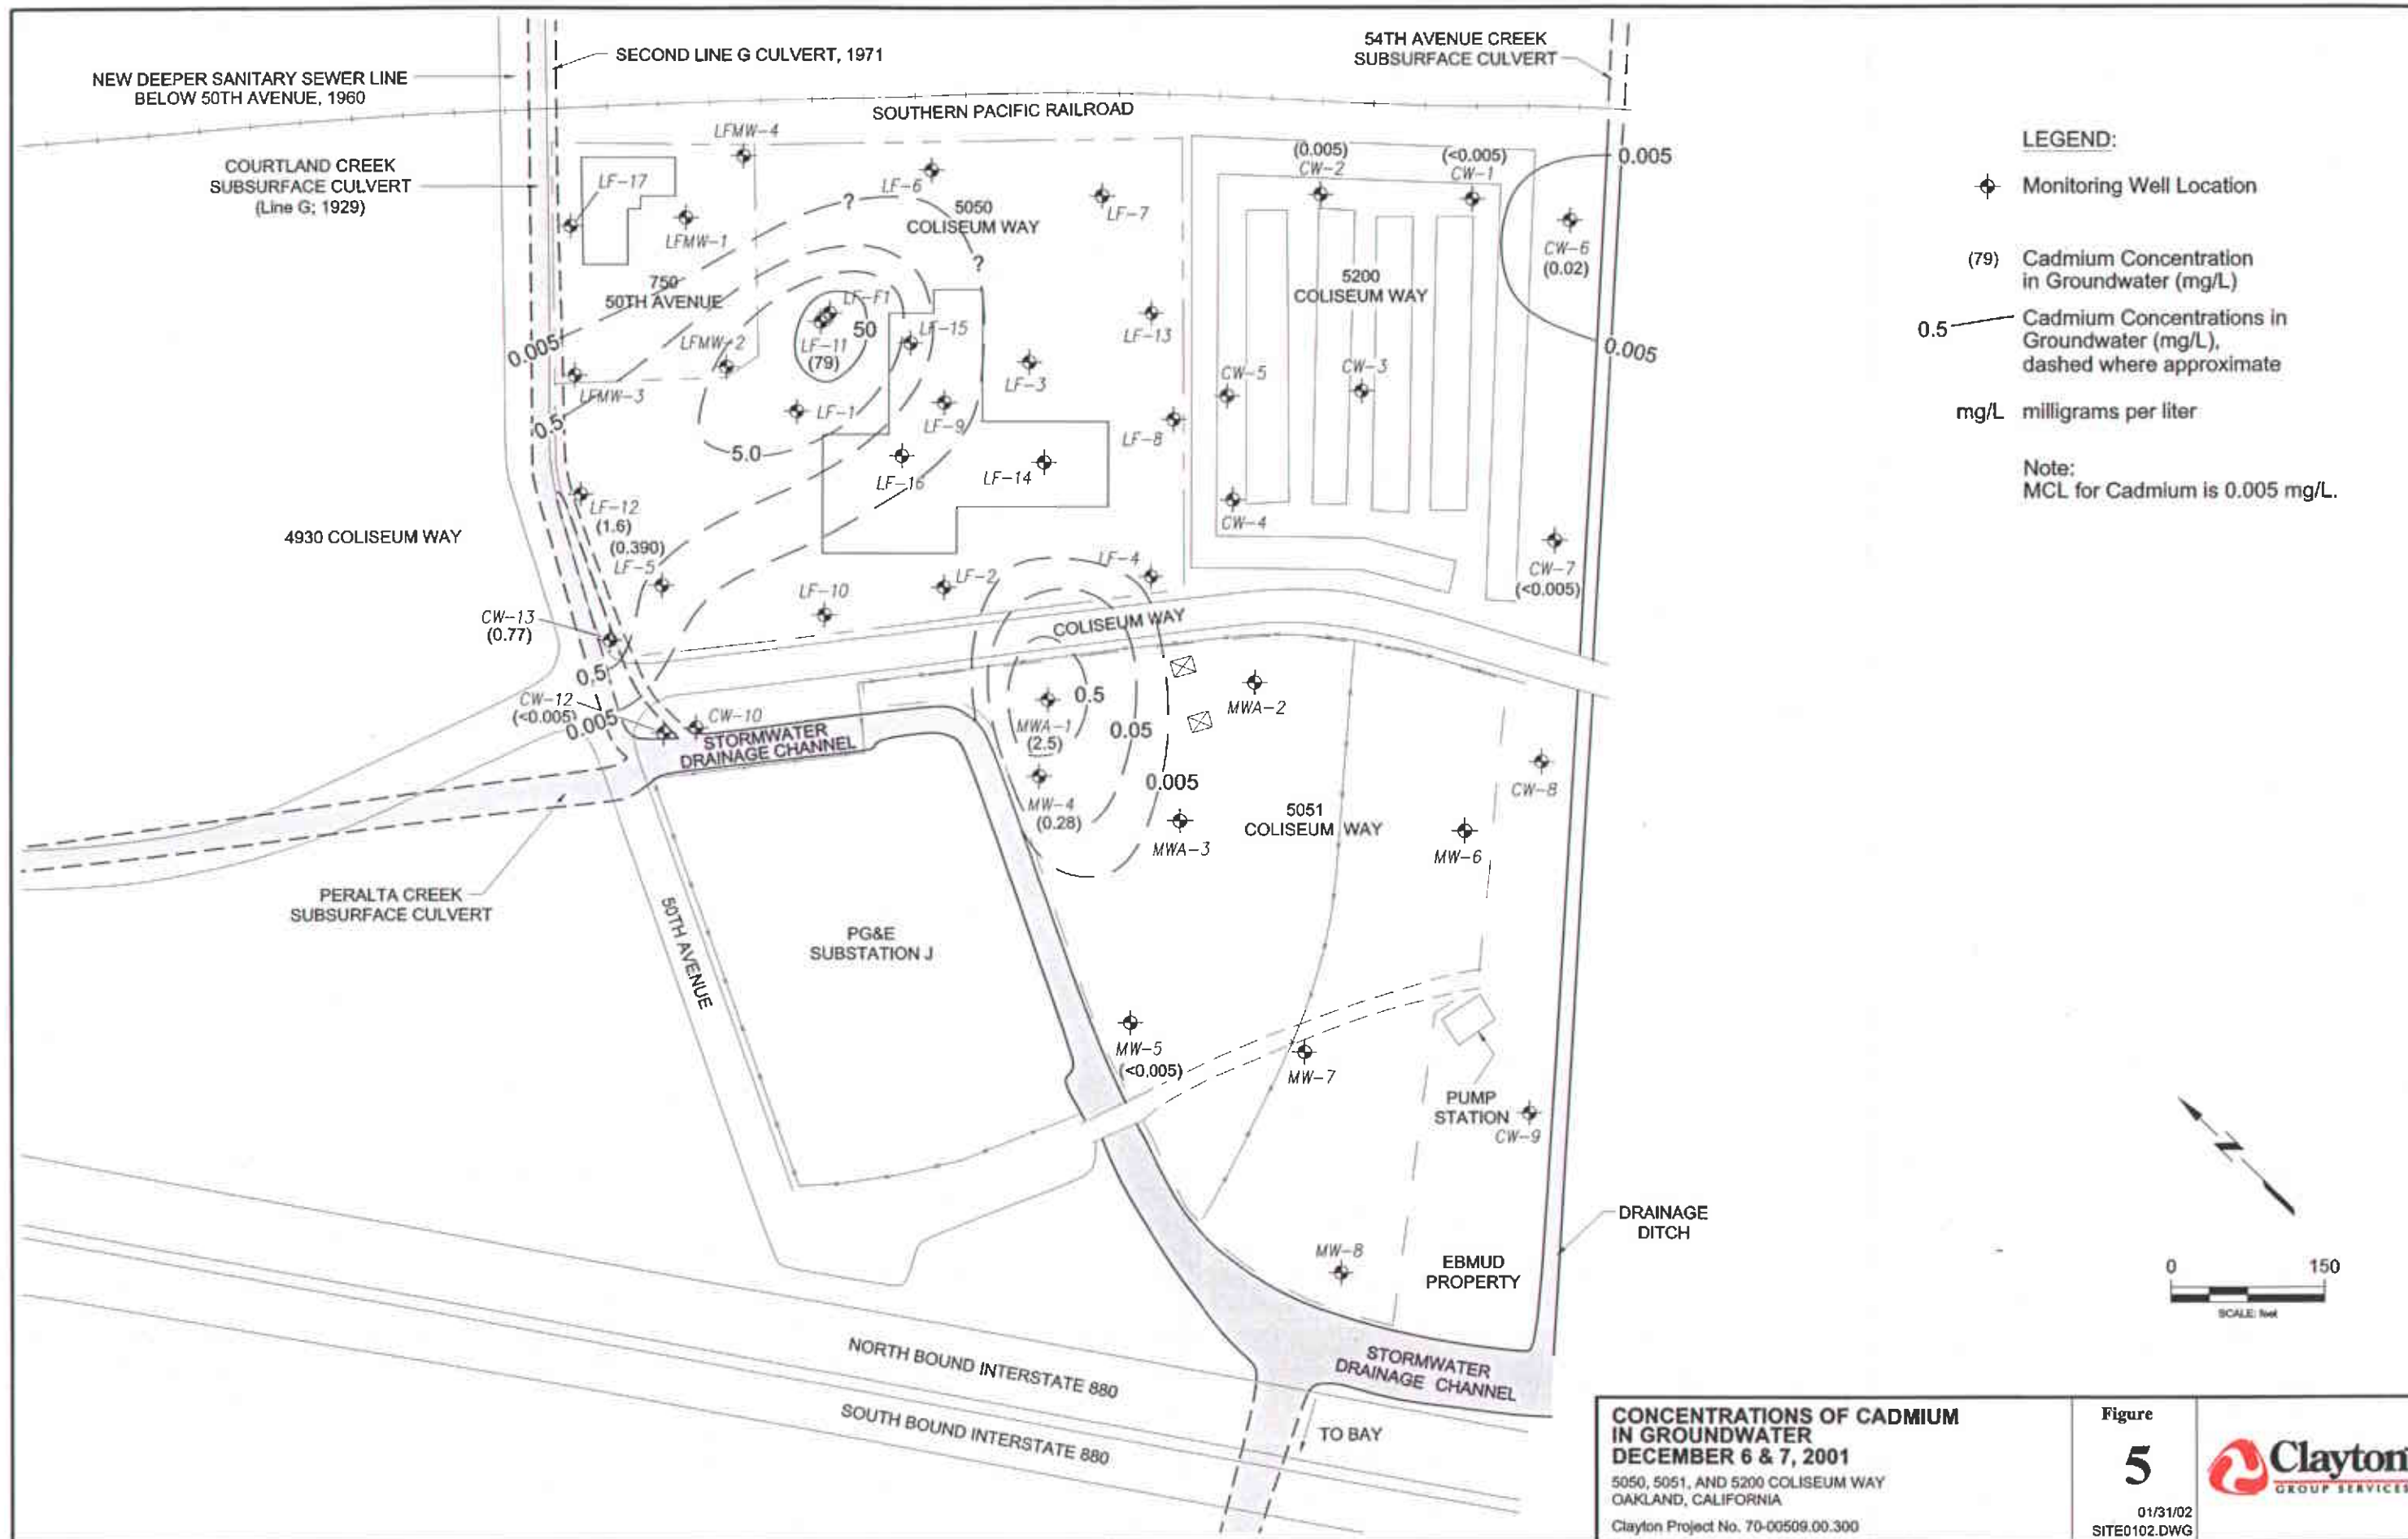 SECOND LINE G CULVERT, 1971
NEW DEEPER SANITARY SEWER LINE
BELOW 50TH AVENUE, 1960
54TH AVENUE CREEK
SUBSURFACE CULVERT
SOUTHERN PACIFIC RAILROAD
COURTLAND CREEK
SUBSURFACE CULVERT
(Line G; 1929)
LFMW-4
LF-17
LFMW-1
LF-6
?
5050
COLISEUM WAY
?
LF-7
(0.005)
CW-2
(<0.005)
CW-1
0.005
CW-6
(0.02)
0.005
5200
COLISEUM WAY
750
50TH AVENUE
0.005
LF-F1
50
LF-11
(79)
LF-15
LFMW-2
LF-13
LF-3
CW-5
CW-3
LFMW-3
0.5
LF-1
LF-9
LF-8
5.0
LF-16
LF-14
CW-4
LF-12
(1.6)
4930 COLISEUM WAY
(0.390)
LF-5
LF-10
LF-2
LF-4
CW-7
(<0.005)
CW-13
(0.77)
COLISEUM WAY
0.5
CW-12
(<0.005)
0.005
CW-10
STORMWATER
DRAINAGE CHANNEL
MWA-1
(2.5)
0.5
0.05
0.005
MWA-2
MW-4
(0.28)
MWA-3
5051
COLISEUM WAY
CW-8
MW-6
PERALTA CREEK
SUBSURFACE CULVERT
50TH AVENUE
PG&E
SUBSTATION J
MW-5
(<0.005)
MW-7
PUMP
STATION
CW-9
DRAINAGE
DITCH
MW-8
EBMUD
PROPERTY
NORTH BOUND INTERSTATE 880
SOUTH BOUND INTERSTATE 880
STORMWATER
DRAINAGE CHANNEL
TO BAY
LEGEND:
Monitoring Well Location
(79) Cadmium Concentration
in Groundwater (mg/L)
0.5 Cadmium Concentrations in
Groundwater (mg/L),
dashed where approximate
mg/L milligrams per liter
Note:
MCL for Cadmium is 0.005 mg/L.
N
0 150
SCALE: feet
CONCENTRATIONS OF CADMIUM
IN GROUNDWATER
DECEMBER 6 & 7, 2001
5050, 5051, AND 5200 COLISEUM WAY
OAKLAND, CALIFORNIA
Clayton Project No. 70-00509.00.300
Figure
5
01/31/02
SITE0102.DWG
Clayton
GROUP SERVICES